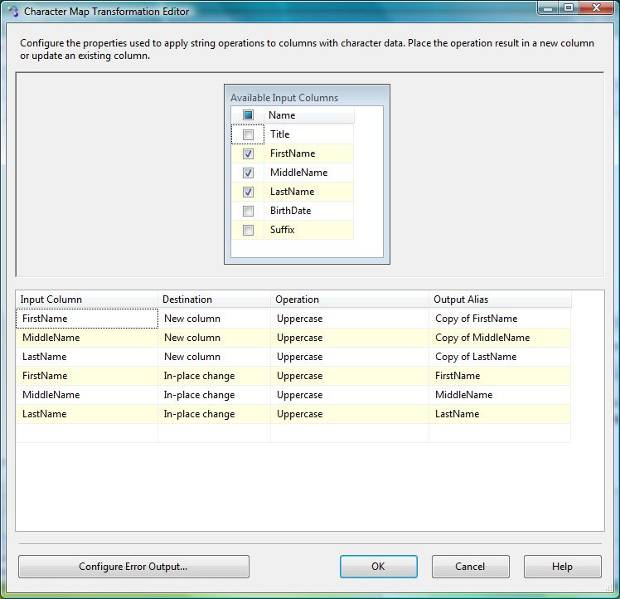 Character Map Transformation Editor
Configure the properties used to apply string operations to columns with character data. Place the operation result in a new column
or update an existing column.
Available Input Columns
Name
Title
FirstName
MiddleName
LastName
BirthDate
Suffix
Input Column Destination Operation Output Alias
FirstName New column Uppercase Copy of FirstName
MiddleName New column Uppercase Copy of MiddleName
LastName New column Uppercase Copy of LastName
FirstName In-place change Uppercase FirstName
MiddleName In-place change Uppercase MiddleName
LastName In-place change Uppercase LastName
Configure Error Output... OK Cancel Help